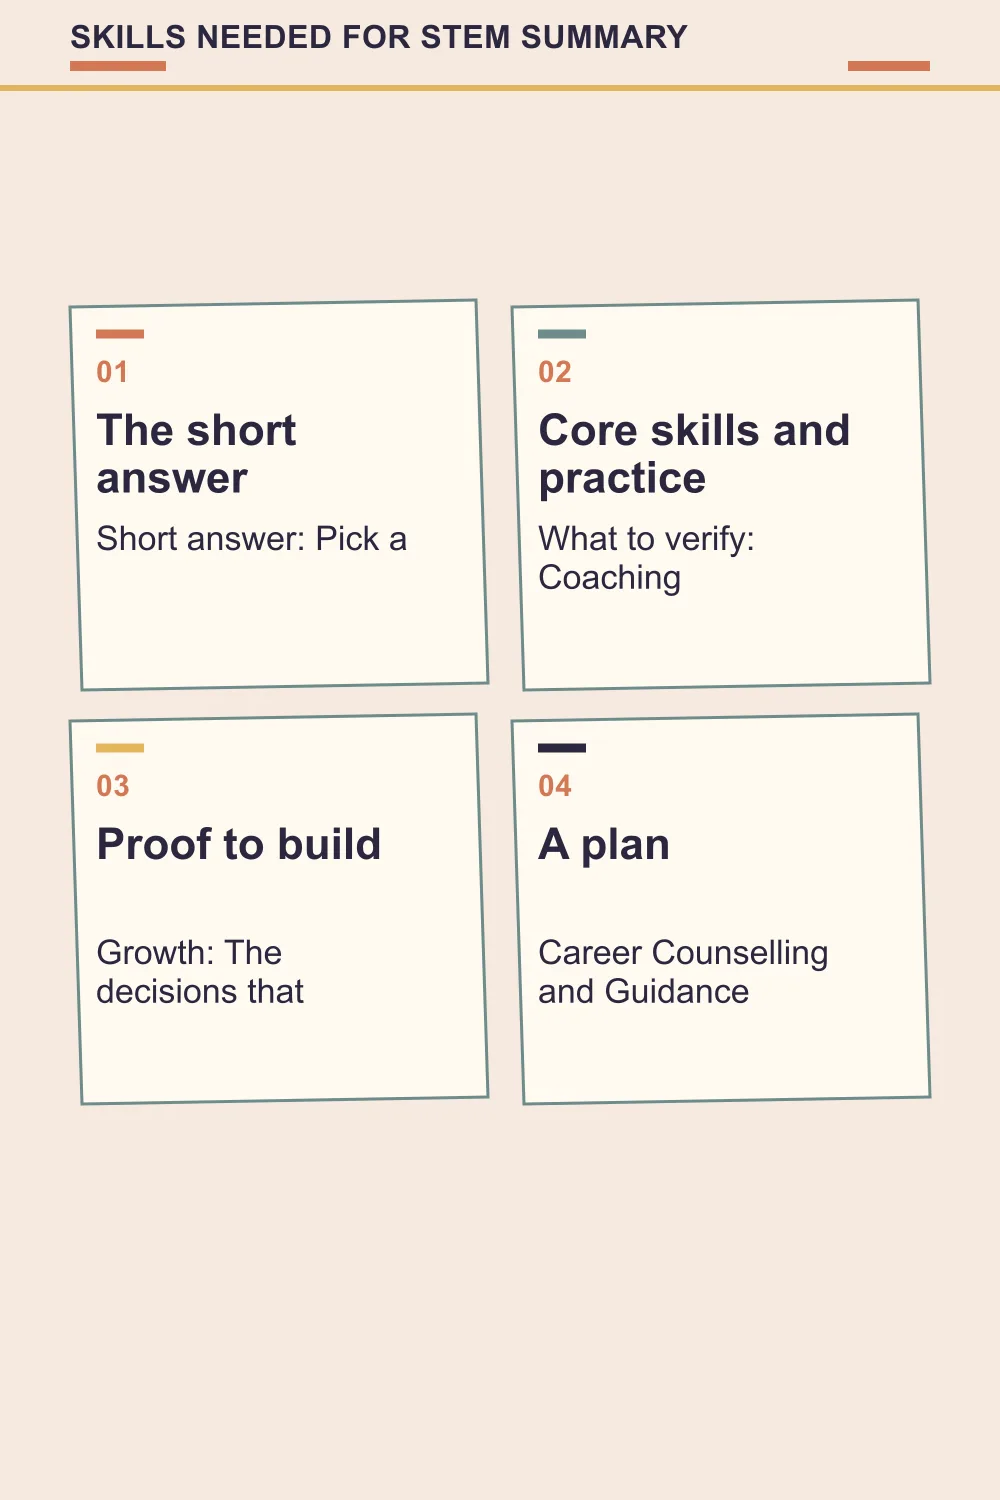 SKILLS NEEDED FOR STEM SUMMARY
01
The short
answer
Short answer: Pick a
02
Core skills and
practice
What to verify:
Coaching
03
Proof to build
Growth: The
decisions that
04
A plan
Career Counselling
and Guidance